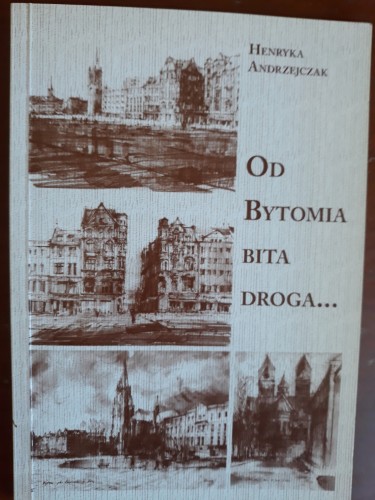 HENRYKA
ANDRZEJCZAK
OD
BYTOMIA
BITA
DROGA...